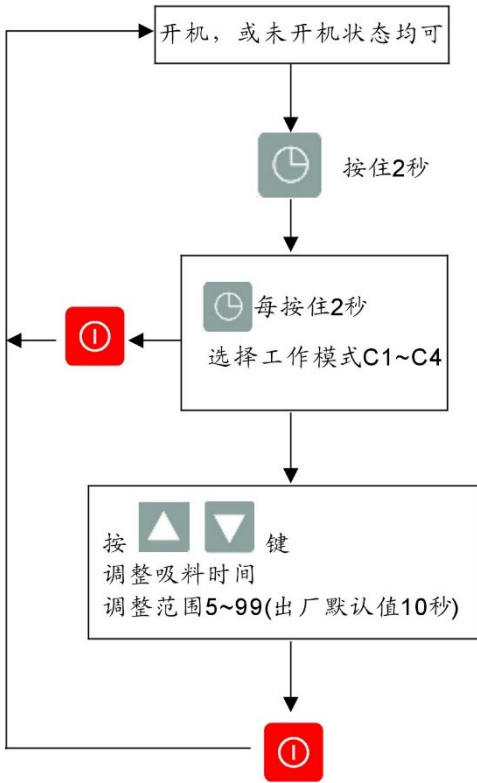 开机，或未开机状态均可
按住2秒
每按住2秒
选择工作模式C1~C4
按 键
调整吸料时间
调整范围5~99(出厂默认值10秒)